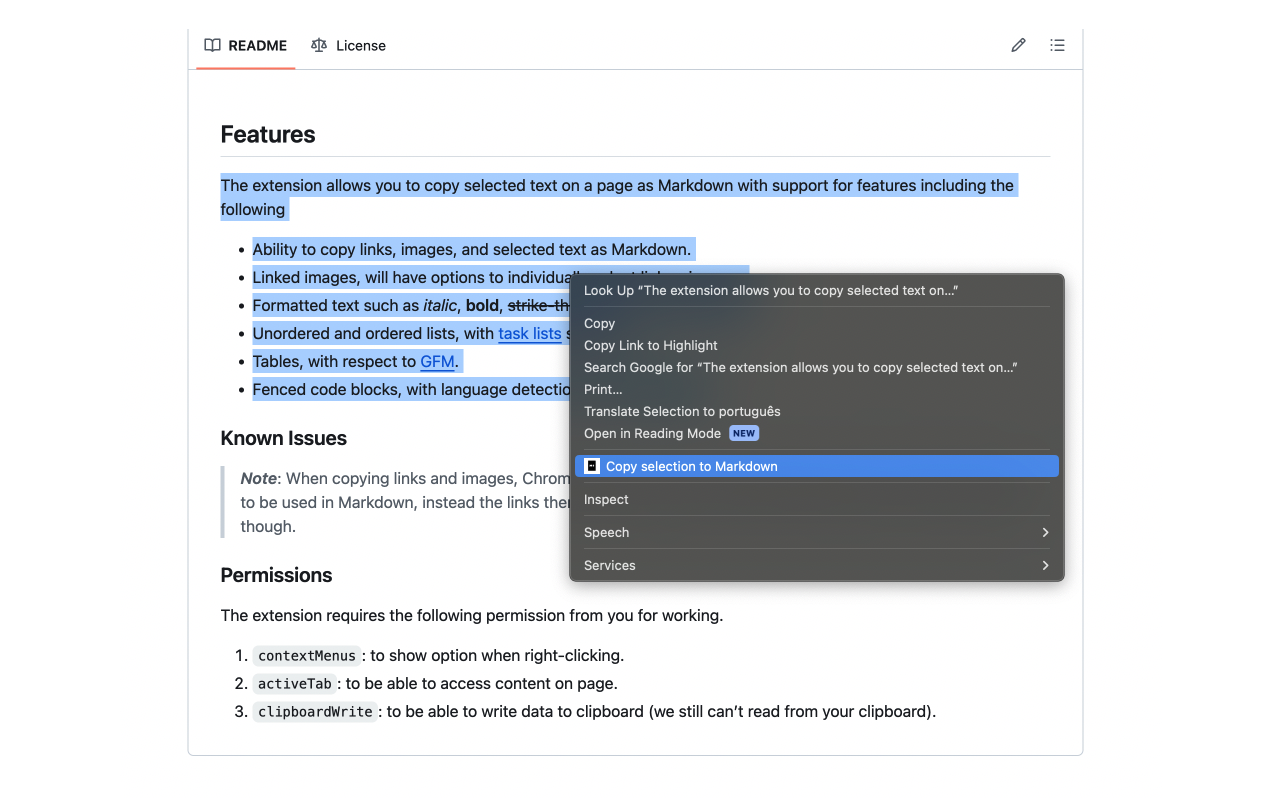 README License
Features
The extension allows you to copy selected text on a page as Markdown with support for features including the
following
Ability to copy links, images, and selected text as Markdown.
Linked images, will have options to individually
Formatted text such as italic, bold, strike-th
Unordered and ordered lists, with task lists s
Tables, with respect to GFM.
Fenced code blocks, with language detectio
Look Up “The extension allows you to copy selected text on…”
Copy
Copy Link to Highlight
Search Google for “The extension allows you to copy selected text on…”
Print…
Translate Selection to português
Open in Reading Mode NEW
Copy selection to Markdown
Inspect
Speech
Services
Known Issues
Note: When copying links and images, Chrom
to be used in Markdown, instead the links ther
though.
Permissions
The extension requires the following permission from you for working.
1. contextMenus: to show option when right-clicking.
2. activeTab: to be able to access content on page.
3. clipboardWrite: to be able to write data to clipboard (we still can’t read from your clipboard).